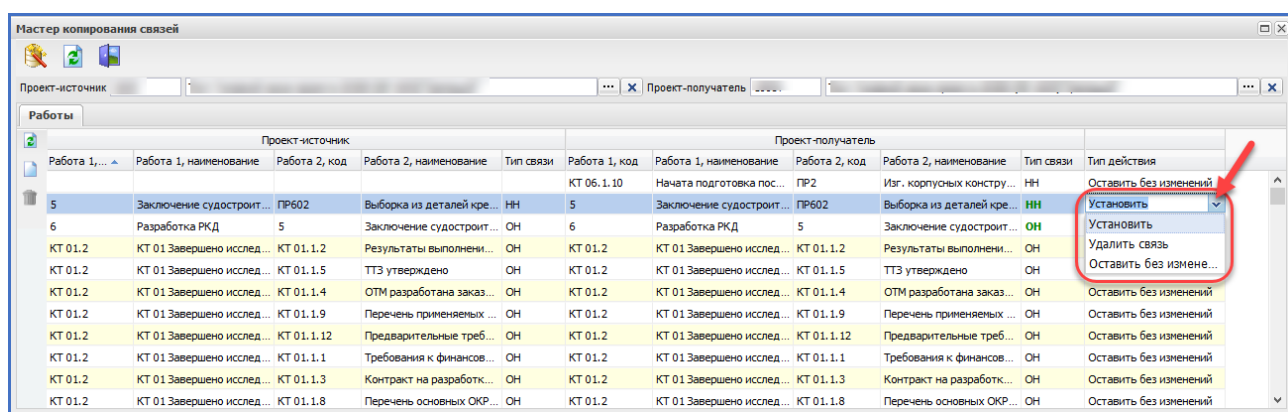 Мастер копирования связей
Проект-источник ... Проект-получатель ...
Работы
Проект-источник Проект-получатель
Работа 1,... Работа 1, наименование Работа 2, код Работа 2, наименование Тип связи Работа 1, код Работа 1, наименование Работа 2, код Работа 2, наименование Тип связи Тип действия
КТ 06.1.10 Начата подготовка пос... ПР2 Изг. корпусных констру... НН Оставить без изменений
5 Заключение судостроит... ПР602 Выборка из деталей кре... НН 5 Заключение судостроит... ПР602 Выборка из деталей кре... НН Установить
6 Разработка РКД 5 Заключение судостроит... ОН 6 Разработка РКД 5 Заключение судостроит... ОН Установить
КТ 01.2 КТ 01 Завершено исслед... КТ 01.1.2 Результаты выполнени... ОН КТ 01.2 КТ 01 Завершено исслед... КТ 01.1.2 Результаты выполнени... ОН Удалить связь
КТ 01.2 КТ 01 Завершено исслед... КТ 01.1.5 ТТЗ утверждено ОН КТ 01.2 КТ 01 Завершено исслед... КТ 01.1.5 ТТЗ утверждено ОН Оставить без измене...
КТ 01.2 КТ 01 Завершено исслед... КТ 01.1.4 ОТМ разработана заказ... ОН КТ 01.2 КТ 01 Завершено исслед... КТ 01.1.4 ОТМ разработана заказ... ОН Оставить без изменений
КТ 01.2 КТ 01 Завершено исслед... КТ 01.1.9 Перечень применяемых ... ОН КТ 01.2 КТ 01 Завершено исслед... КТ 01.1.9 Перечень применяемых ... ОН Оставить без изменений
КТ 01.2 КТ 01 Завершено исслед... КТ 01.1.12 Предварительные треб... ОН КТ 01.2 КТ 01 Завершено исслед... КТ 01.1.12 Предварительные треб... ОН Оставить без изменений
КТ 01.2 КТ 01 Завершено исслед... КТ 01.1.1 Требования к финансов... ОН КТ 01.2 КТ 01 Завершено исслед... КТ 01.1.1 Требования к финансов... ОН Оставить без изменений
КТ 01.2 КТ 01 Завершено исслед... КТ 01.1.3 Контракт на разработк... ОН КТ 01.2 КТ 01 Завершено исслед... КТ 01.1.3 Контракт на разработк... ОН Оставить без изменений
КТ 01.2 КТ 01 Завершено исслед... КТ 01.1.8 Перечень основных ОКР... ОН КТ 01.2 КТ 01 Завершено исслед... КТ 01.1.8 Перечень основных ОКР... ОН Оставить без изменений